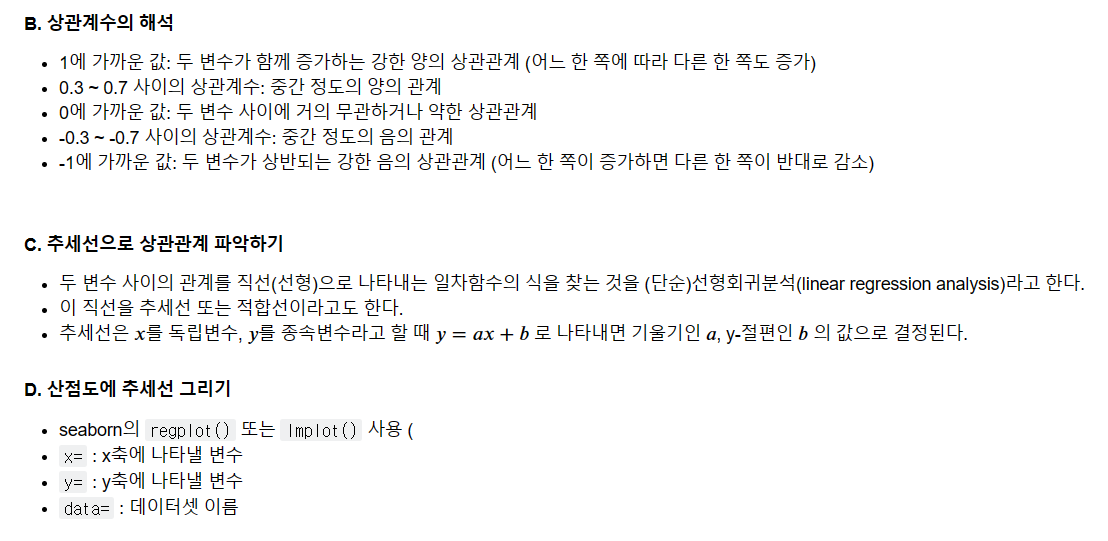 B. 상관계수의 해석
• 1에 가까운 값: 두 변수가 함께 증가하는 강한 양의 상관관계 (어느 한 쪽에 따라 다른 한 쪽도 증가)
• 0.3 ~ 0.7 사이의 상관계수: 중간 정도의 양의 관계
• 0에 가까운 값: 두 변수 사이에 거의 무관하거나 약한 상관관계
• -0.3 ~ -0.7 사이의 상관계수: 중간 정도의 음의 관계
• -1에 가까운 값: 두 변수가 상반되는 강한 음의 상관관계 (어느 한 쪽이 증가하면 다른 한 쪽이 반대로 감소)
C. 추세선으로 상관관계 파악하기
• 두 변수 사이의 관계를 직선(선형)으로 나타내는 일차함수의 식을 찾는 것을 (단순)선형회귀분석(linear regression analysis)라고 한다.
• 이 직선을 추세선 또는 적합선이라고도 한다.
• 추세선은 x를 독립변수, y를 종속변수라고 할 때 y = ax + b 로 나타내면 기울기인 a, y-절편인 b 의 값으로 결정된다.
D. 산점도에 추세선 그리기
• seaborn의 regplot() 또는 lmplot() 사용 (
• x= : x축에 나타낼 변수
• y= : y축에 나타낼 변수
• data= : 데이터셋 이름